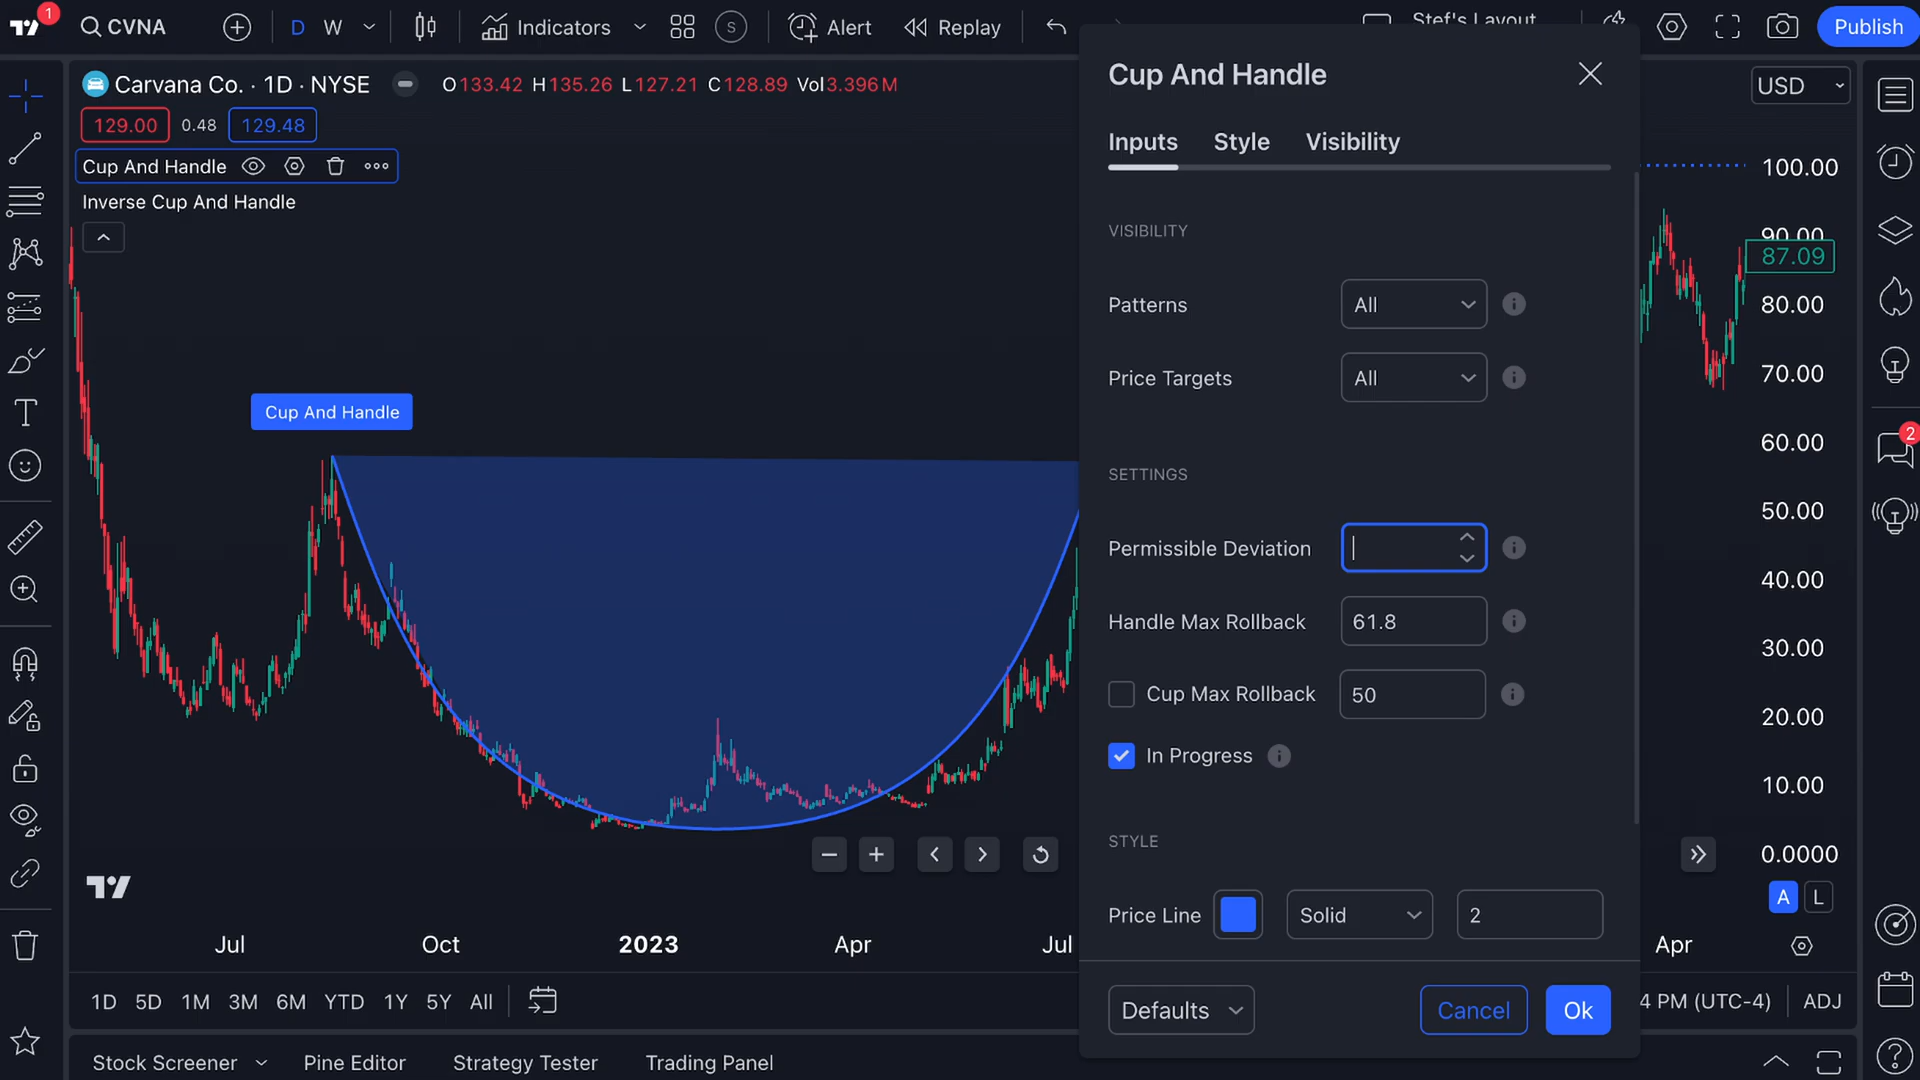 1
CVNA
D
W
Indicators
S
Alert
Replay
Stef's Layout
Publish
Carvana Co. · 1D · NYSE
O133.42 H135.26 L127.21 C128.89 Vol3.396M
129.00
0.48
129.48
Cup And Handle
Inverse Cup And Handle
Cup And Handle
Cup And Handle
Inputs
Style
Visibility
VISIBILITY
Patterns
All
Price Targets
All
SETTINGS
Permissible Deviation
Handle Max Rollback
61.8
Cup Max Rollback
50
In Progress
STYLE
Price Line
Solid
2
Defaults
Cancel
Ok
USD
100.00
90.00
87.09
80.00
70.00
60.00
50.00
40.00
30.00
20.00
10.00
0.0000
A
L
2
Jul
Oct
2023
Apr
Jul
Apr
1D
5D
1M
3M
6M
YTD
1Y
5Y
All
4 PM (UTC-4)
ADJ
Stock Screener
Pine Editor
Strategy Tester
Trading Panel